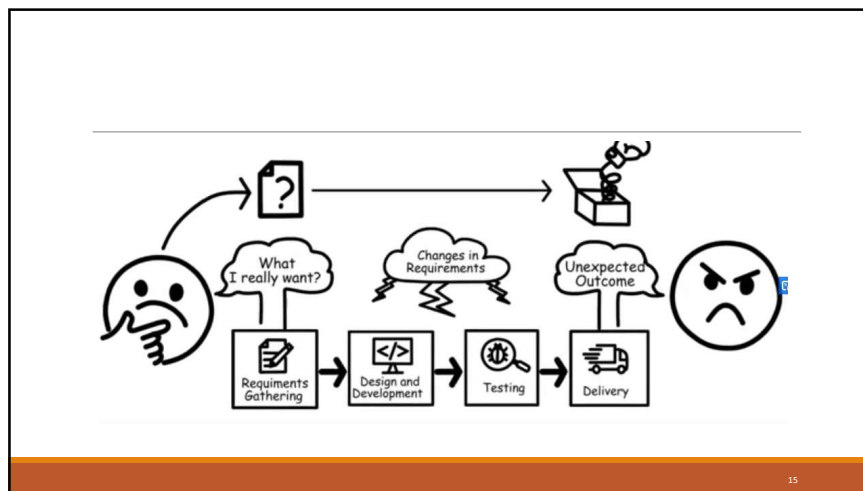 What
I really want?
Changes in
Requirements
Unexpected
Outcome
Requiments
Gathering
Design and
Development
Testing
Delivery
15